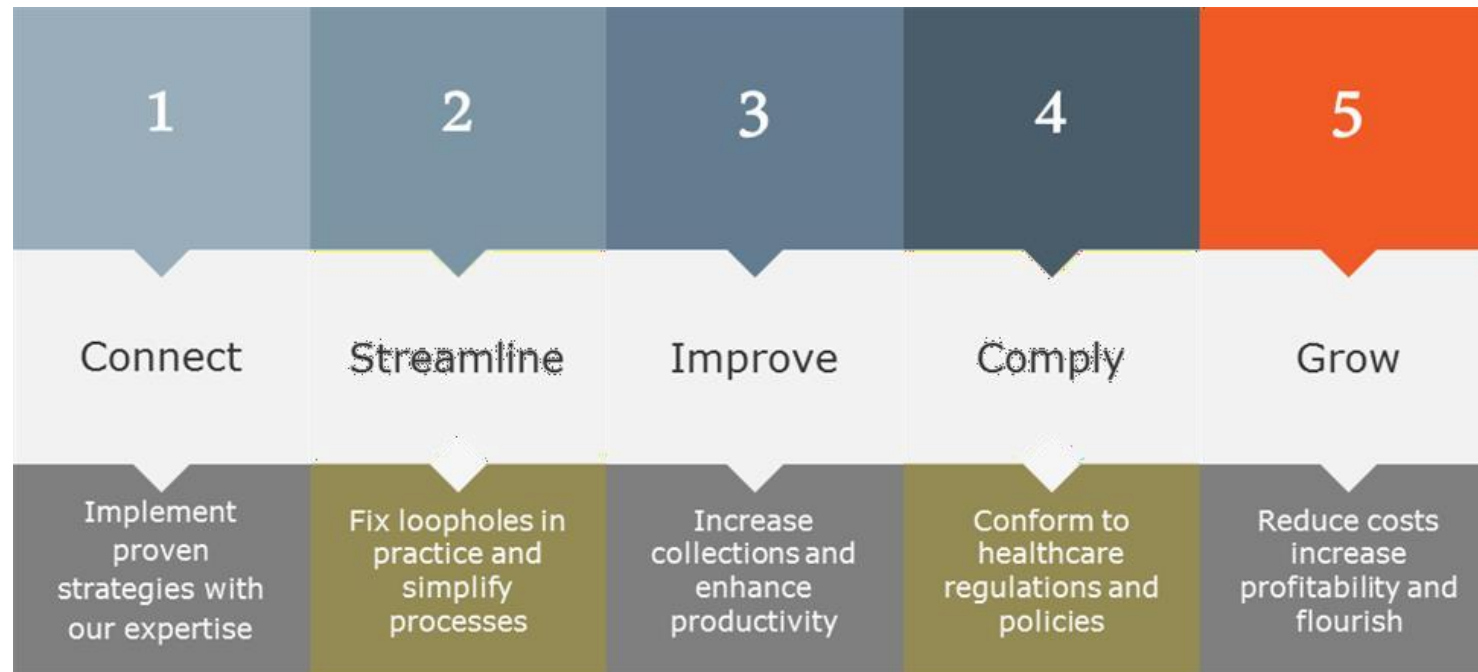 1
2
3
4
5
Connect
Streamline
Improve
Comply
Grow
Implement
proven
strategies with
our expertise
Fix loopholes in
practice and
simplify
processes
Increase
collections and
enhance
productivity
Conform to
healthcare
regulations and
policies
Reduce costs
increase
profitability and
flourish